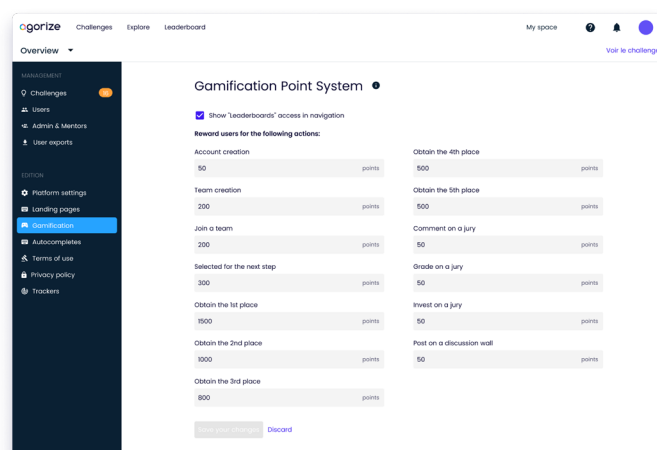 agorize
Challenges Explore Leaderboard My space
Overview Voir le challenge
MANAGEMENT
Challenges
Users
Admin & Mentors
User exports
EDITION
Platform settings
Landing pages
Gamification
Autocompletes
Terms of use
Privacy policy
Trackers
Gamification Point System
Show "Leaderboards" access in navigation
Reward users for the following actions:
Account creation
50 points
Team creation
200 points
Join a team
200 points
Selected for the next step
300 points
Obtain the 1st place
1500 points
Obtain the 2nd place
1000 points
Obtain the 3rd place
800 points
Obtain the 4th place
500 points
Obtain the 5th place
500 points
Comment on a jury
50 points
Grade on a jury
50 points
Invest on a jury
50 points
Post on a discussion wall
50 points
Save your changes Discard